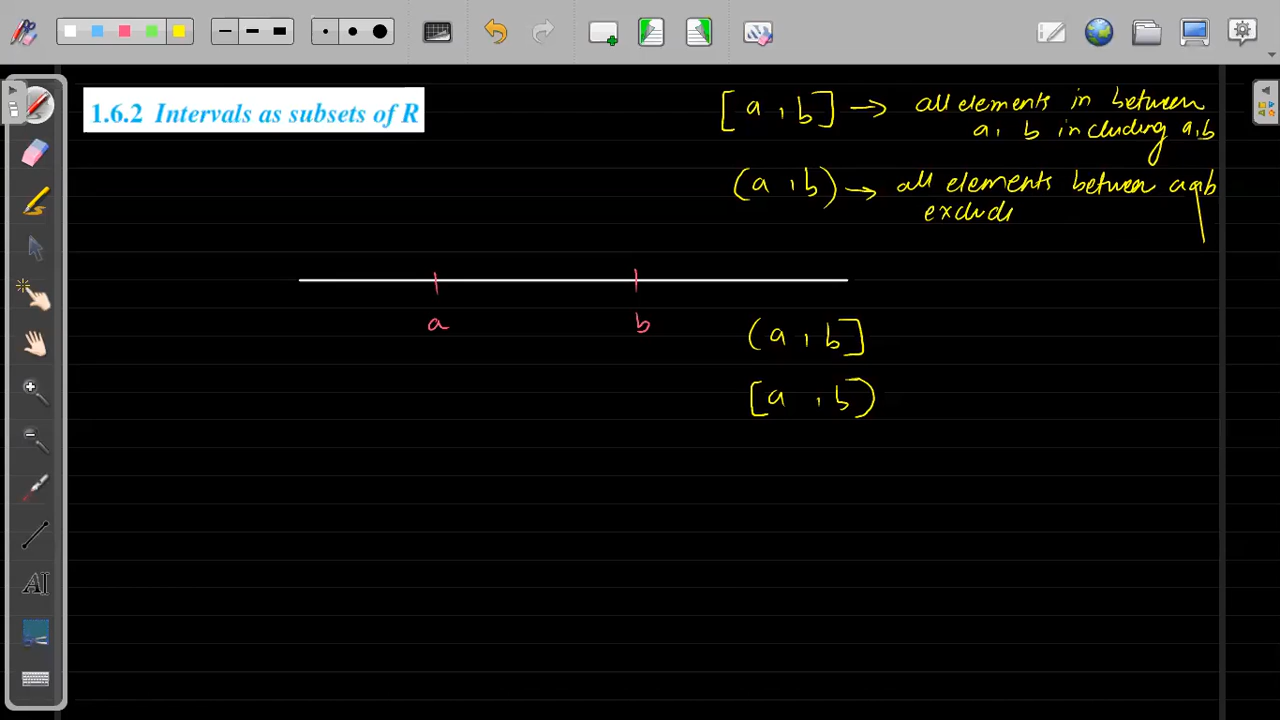 1.6.2 Intervals as subsets of R
[a, b] → all elements in between
a, b including a, b
(a, b) → all elements between a
exclude
a b
(a, b]
[a, b)